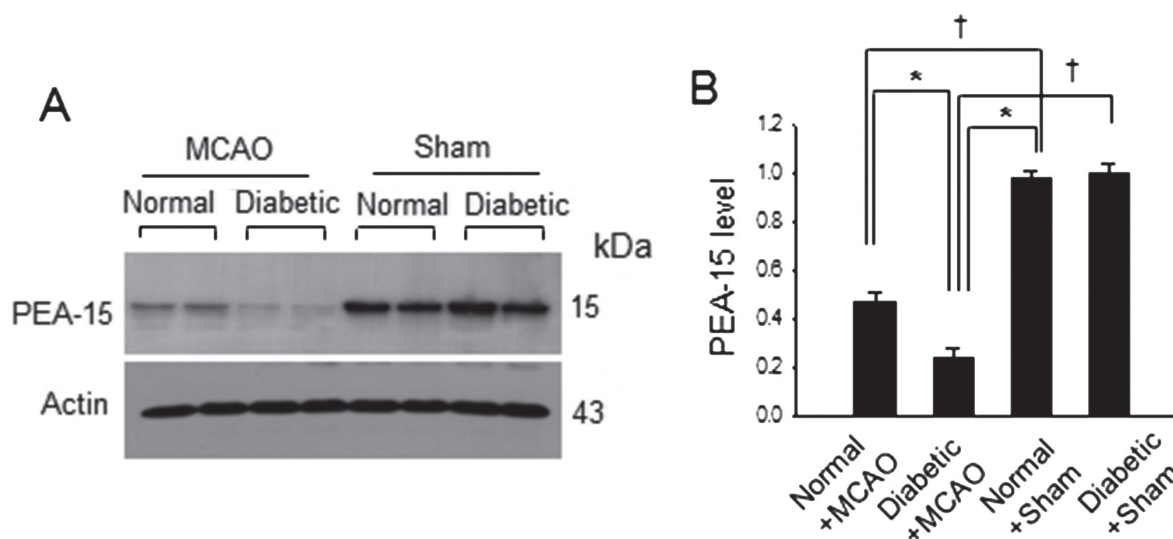 A
MCAO Sham
Normal Diabetic Normal Diabetic
kDa
PEA-15 15
Actin 43
B
†
* †
*
PEA-15 level
1.2
1.0
0.8
0.6
0.4
0.2
0.0
Normal
+MCAO
Diabetic
+MCAO
Normal
+Sham
Diabetic
+Sham